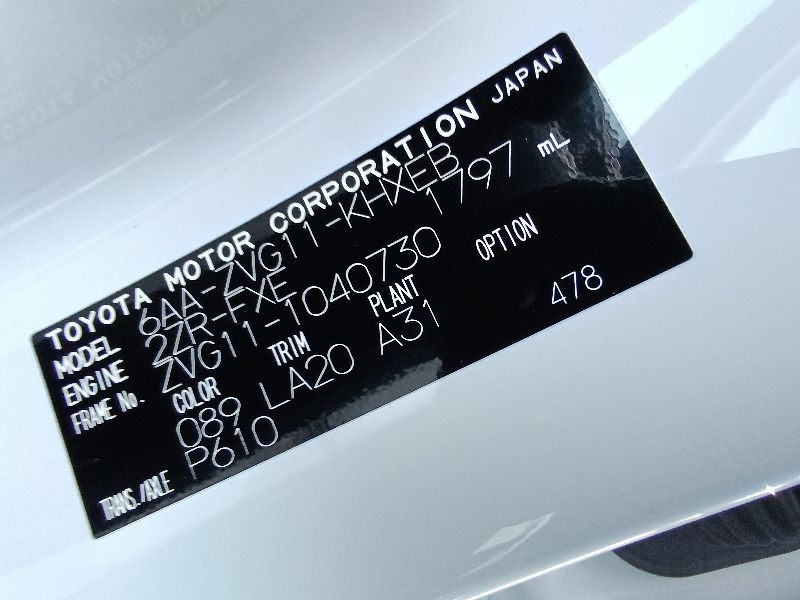 TOYOTA MOTOR CORPORATION JAPAN
MODEL 6AA-ZVG11-KHXEB
ENGINE 2ZR-FXE 1797 mL
FRAME No. ZVG11-1040730
COLOR TRIM PLANT OPTION
089 LA20 A31 478
TRANS./AXLE P610